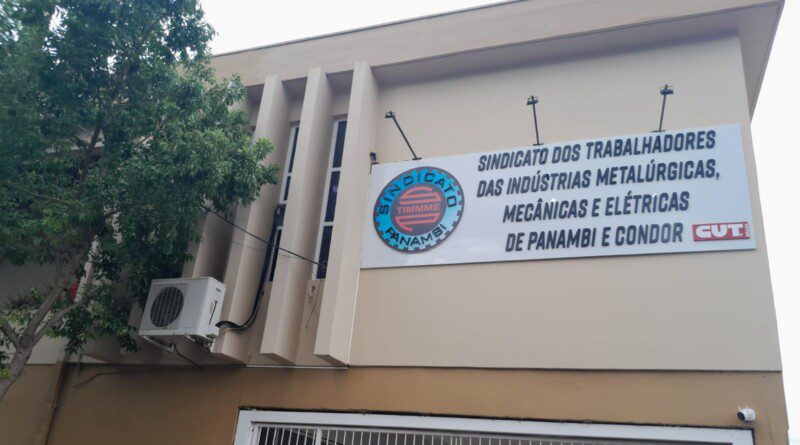 SINDICATO
TIMMME
PANAMBI
SINDICATO DOS TRABALHADORES
DAS INDÚSTRIAS METALÚRGICAS,
MECÂNICAS E ELÉTRICAS
DE PANAMBI E CONDOR
CUT